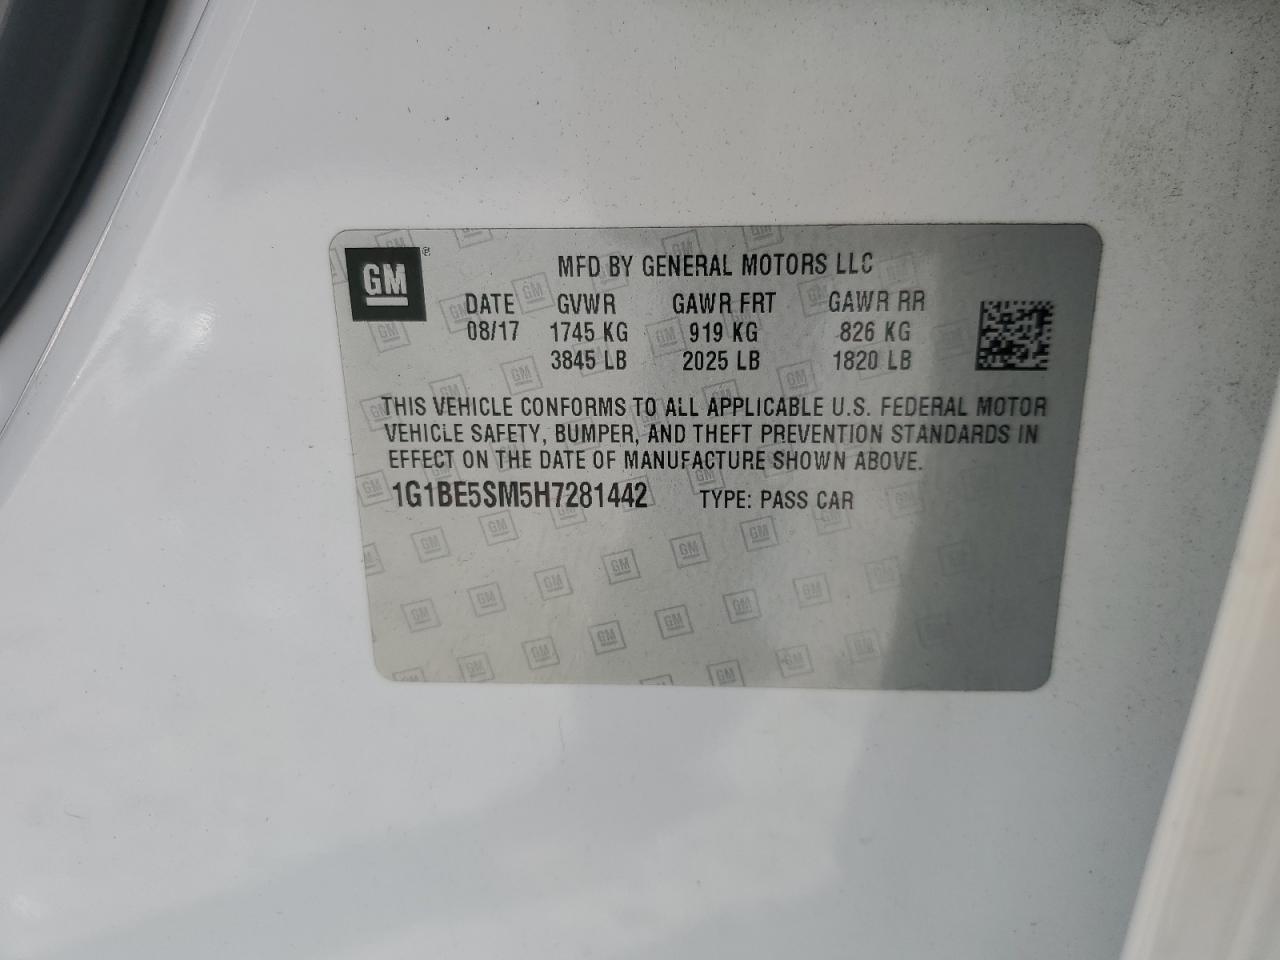 GM ®
MFD BY GENERAL MOTORS LLC
DATE GVWR GAWR FRT GAWR RR
08/17 1745 KG 919 KG 826 KG
3845 LB 2025 LB 1820 LB
THIS VEHICLE CONFORMS TO ALL APPLICABLE U.S. FEDERAL MOTOR
VEHICLE SAFETY, BUMPER, AND THEFT PREVENTION STANDARDS IN
EFFECT ON THE DATE OF MANUFACTURE SHOWN ABOVE.
1G1BE5SM5H7281442 TYPE: PASS CAR